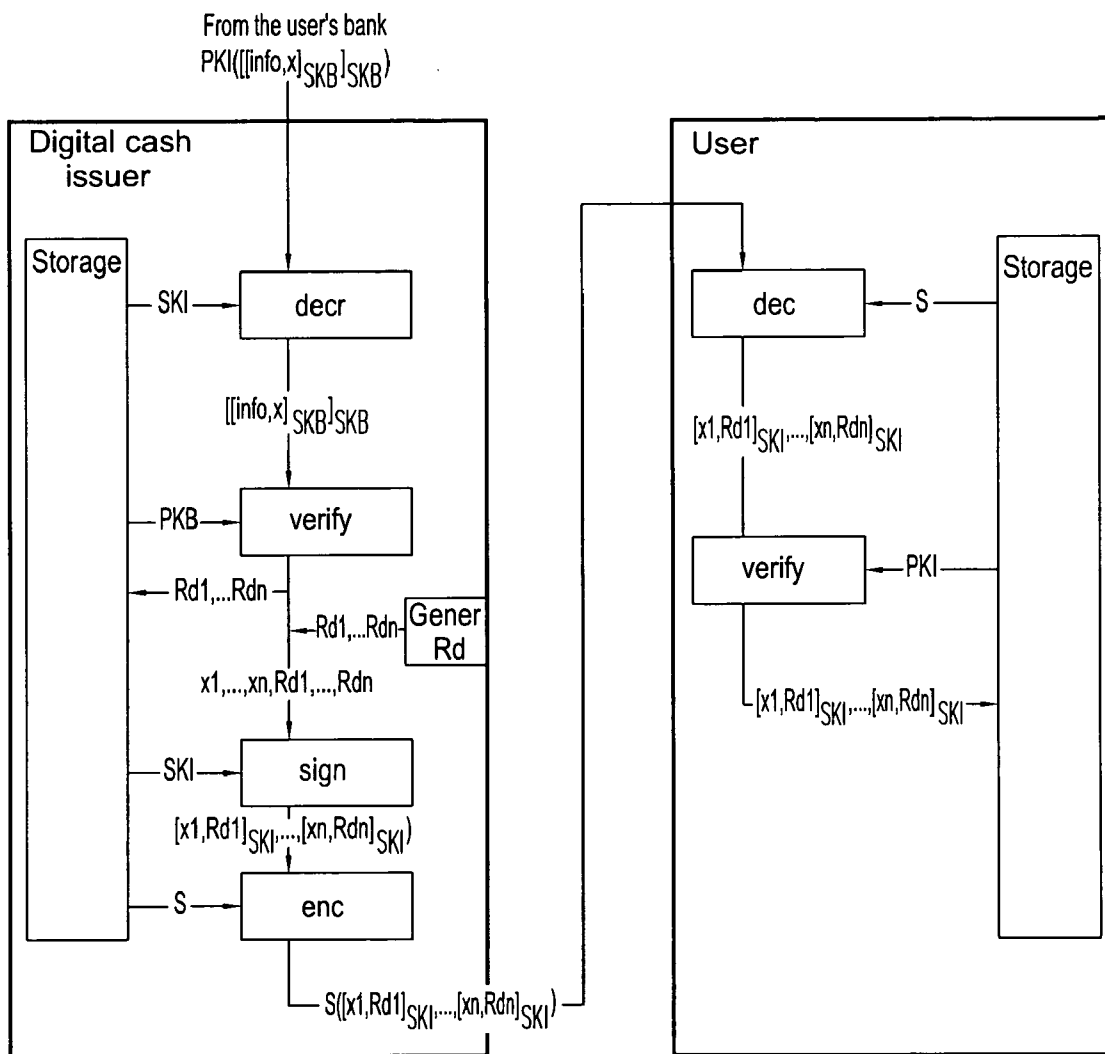 From the user's bank
PKI([[info,x]SKB]SKB)
Digital cash
issuer
Storage
SKI
decr
[[info,x]SKB]SKB
PKB
verify
Rd1,...Rdn
Rd1,...Rdn
Gener
Rd
x1,...,xn,Rd1,...,Rdn
SKI
sign
[x1,Rd1]SKI,...,[xn,Rdn]SKI)
S
enc
S([x1,Rd1]SKI,...,[xn,Rdn]SKI)
User
Storage
dec
S
[x1,Rd1]SKI,...,[xn,Rdn]SKI
verify
PKI
[x1,Rd1]SKI,...,[xn,Rdn]SKI